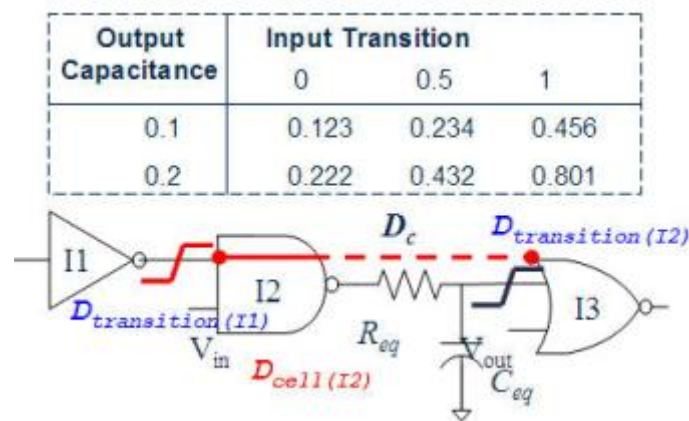 Output Capacitance Input Transition
0 0.5 1
0.1 0.123 0.234 0.456
0.2 0.222 0.432 0.801
D_c D_transition(I2)
I1 I2 I3
D_transition(I1)
V_in R_eq V_out
D_cell(I2) C_eq